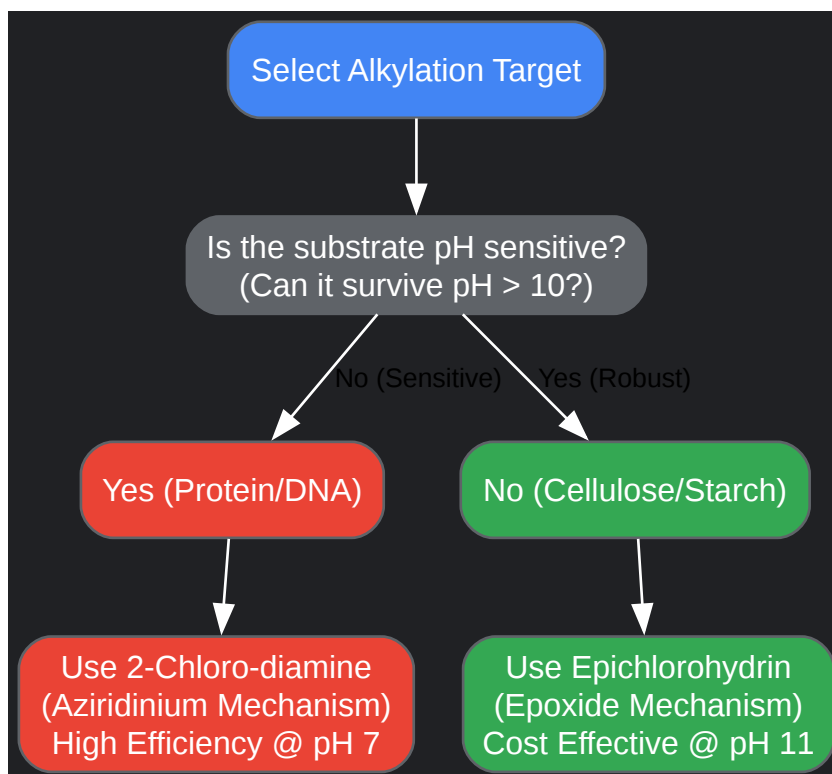 Select Alkylation Target
Is the substrate pH sensitive?
(Can it survive pH > 10?)
No (Sensitive)
Yes (Robust)
Yes (Protein/DNA)
No (Cellulose/Starch)
Use 2-Chloro-diamine
(Aziridinium Mechanism)
High Efficiency @ pH 7
Use Epichlorohydrin
(Epoxide Mechanism)
Cost Effective @ pH 11